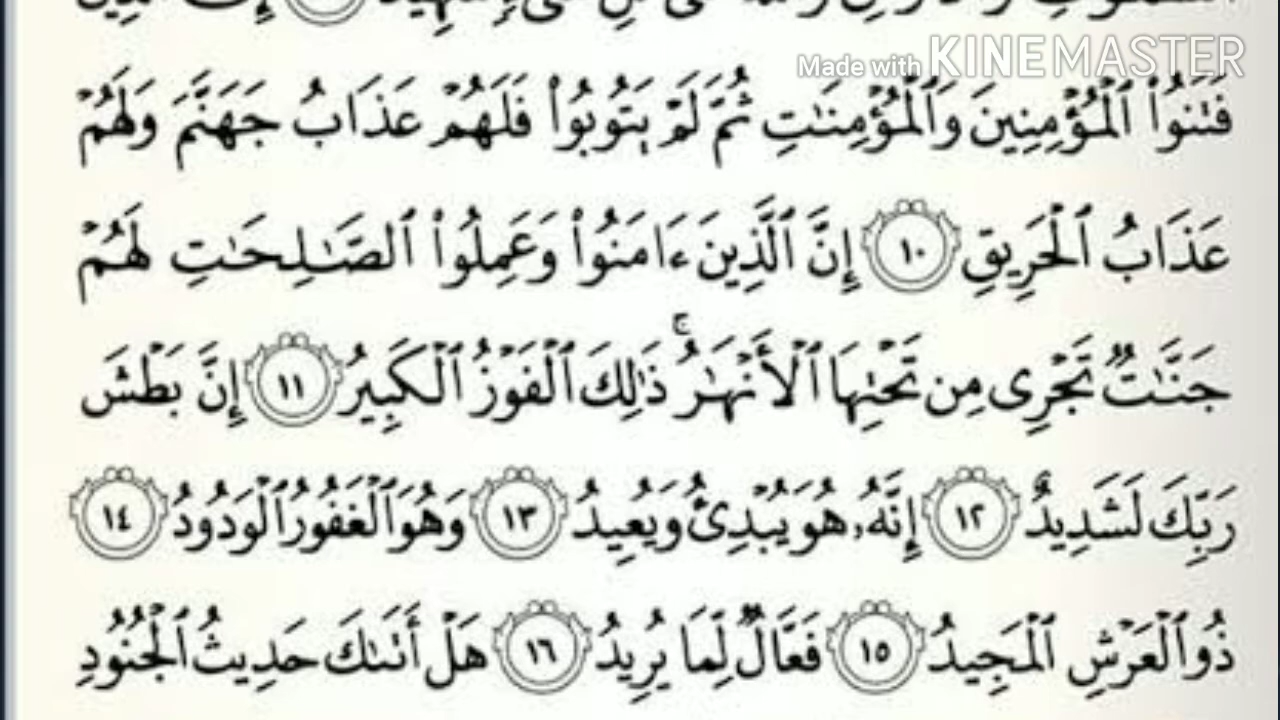 Made with KINEMASTER
فَتَنُوا۟ ٱلْمُؤْمِنِينَ وَٱلْمُؤْمِنَـٰتِ ثُمَّ لَمْ يَتُوبُوا۟ فَلَهُمْ عَذَابُ جَهَنَّمَ وَلَهُمْ
عَذَابُ ٱلْحَرِيقِ ١٠ إِنَّ ٱلَّذِينَ ءَامَنُوا۟ وَعَمِلُوا۟ ٱلصَّـٰلِحَـٰتِ لَهُمْ
جَنَّـٰتٌ تَجْرِى مِن تَحْتِهَا ٱلْأَنْهَـٰرُ ۚ ذَٰلِكَ ٱلْفَوْزُ ٱلْكَبِيرُ ١١ إِنَّ بَطْشَ
رَبِّكَ لَشَدِيدٌ ١٢ إِنَّهُۥ هُوَ يُبْدِئُ وَيُعِيدُ ١٣ وَهُوَ ٱلْغَفُورُ ٱلْوَدُودُ ١٤
ذُو ٱلْعَرْشِ ٱلْمَجِيدُ ١٥ فَعَّالٌ لِّمَا يُرِيدُ ١٦ هَلْ أَتَىٰكَ حَدِيثُ ٱلْجُنُودِ